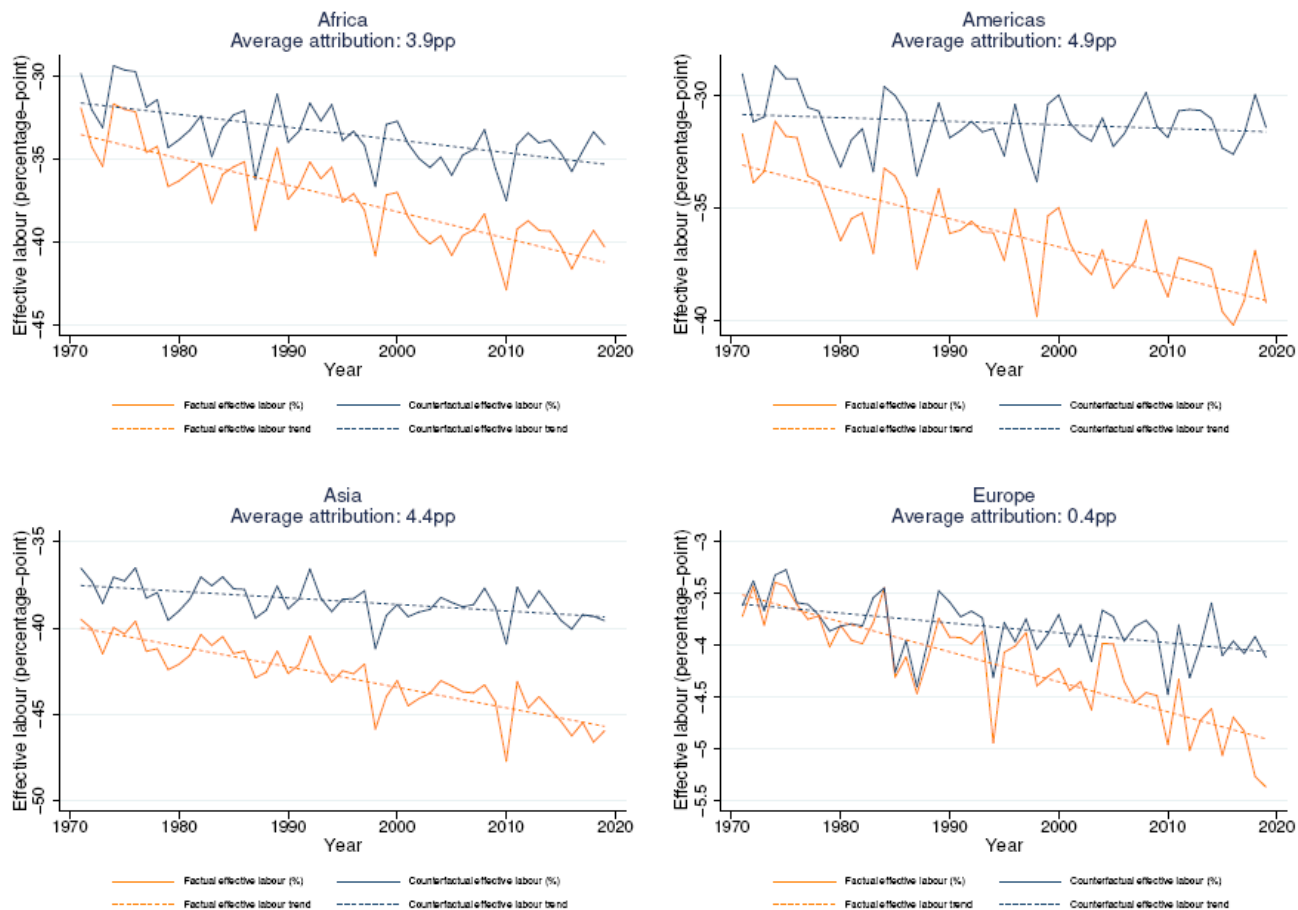 Africa
Average attribution: 3.9pp
Effective labour (percentage-point)
-30
-35
-40
-45
1970 1980 1990 2000 2010 2020
Year
Factual effective labour (%) Counterfactual effective labour (%)
Factual effective labour trend Counterfactual effective labour trend
Americas
Average attribution: 4.9pp
Effective labour (percentage-point)
-30
-35
-40
1970 1980 1990 2000 2010 2020
Year
Factual effective labour (%) Counterfactual effective labour (%)
Factual effective labour trend Counterfactual effective labour trend
Asia
Average attribution: 4.4pp
Effective labour (percentage-point)
-35
-40
-45
-50
1970 1980 1990 2000 2010 2020
Year
Factual effective labour (%) Counterfactual effective labour (%)
Factual effective labour trend Counterfactual effective labour trend
Europe
Average attribution: 0.4pp
Effective labour (percentage-point)
-3
-3.5
-4
-4.5
-5
-5.5
1970 1980 1990 2000 2010 2020
Year
Factual effective labour (%) Counterfactual effective labour (%)
Factual effective labour trend Counterfactual effective labour trend